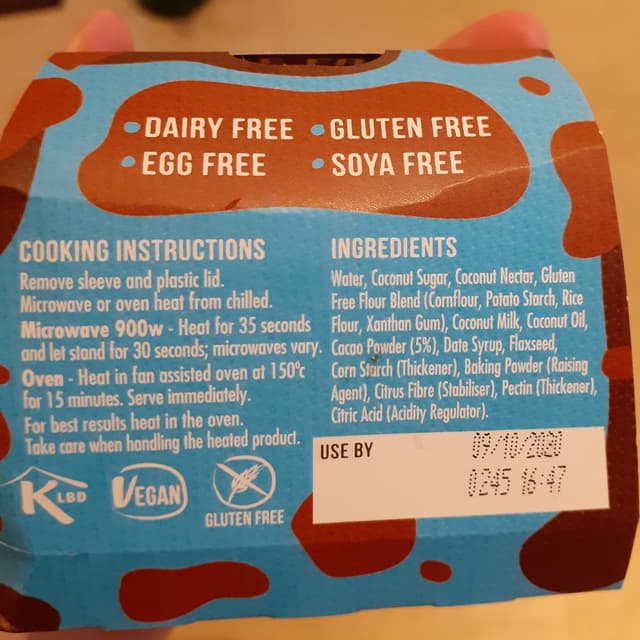 • DAIRY FREE • GLUTEN FREE
• EGG FREE • SOYA FREE
COOKING INSTRUCTIONS
Remove sleeve and plastic lid.
Microwave or oven heat from chilled.
Microwave 900w - Heat for 35 seconds
and let stand for 30 seconds; microwaves vary.
Oven - Heat in fan assisted oven at 150°c
for 15 minutes. Serve immediately.
For best results heat in the oven.
Take care when handling the heated product.
INGREDIENTS
Water, Coconut Sugar, Coconut Nectar, Gluten
Free Flour Blend (Cornflour, Potato Starch, Rice
Flour, Xanthan Gum), Coconut Milk, Coconut Oil,
Cacao Powder (5%), Date Syrup, Flaxseed,
Corn Starch (Thickener), Baking Powder (Raising
Agent), Citrus Fibre (Stabiliser), Pectin (Thickener),
Citric Acid (Acidity Regulator).
USE BY
09/10/2020
0245 16:47
K LBD
VEGAN
GLUTEN FREE